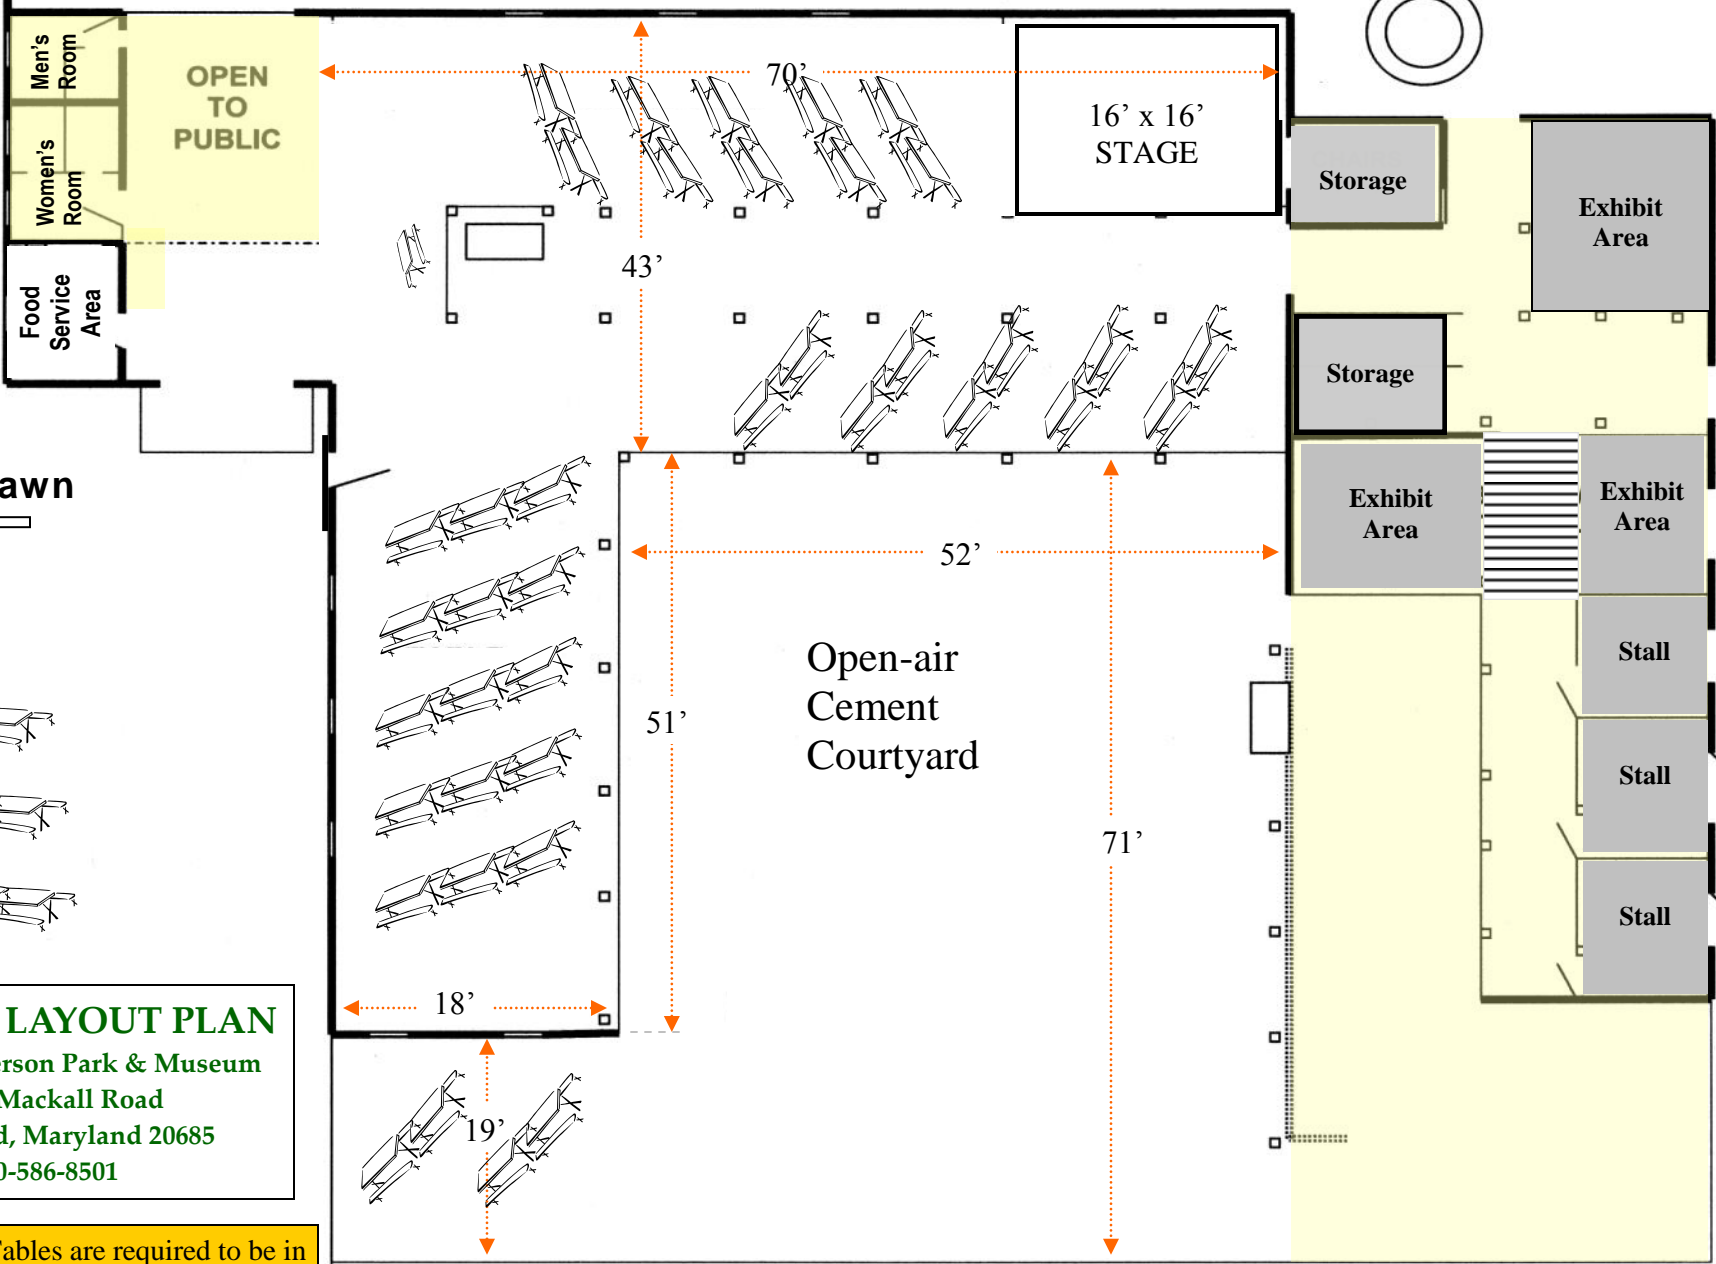 Men's
Room
OPEN
TO
PUBLIC
Women's
Room
Food
Service
Area
70’
16’ x 16’
STAGE
43’
Storage
Exhibit
Area
Storage
Exhibit
Area
Exhibit
Area
awn
52’
Open-air
Cement
Courtyard
51’
71’
Stall
Stall
Stall
18’
19’
LAYOUT PLAN
erson Park & Museum
Mackall Road
d, Maryland 20685
0-586-8501
Tables are required to be in